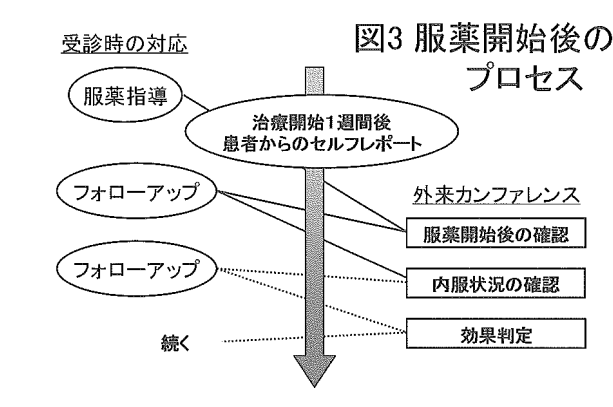 図3 服薬開始後の
プロセス
受診時の対応
服薬指導
治療開始1週間後
患者からのセルフレポート
フォローアップ
外来カンファレンス
服薬開始後の確認
フォローアップ
内服状況の確認
効果判定
続く